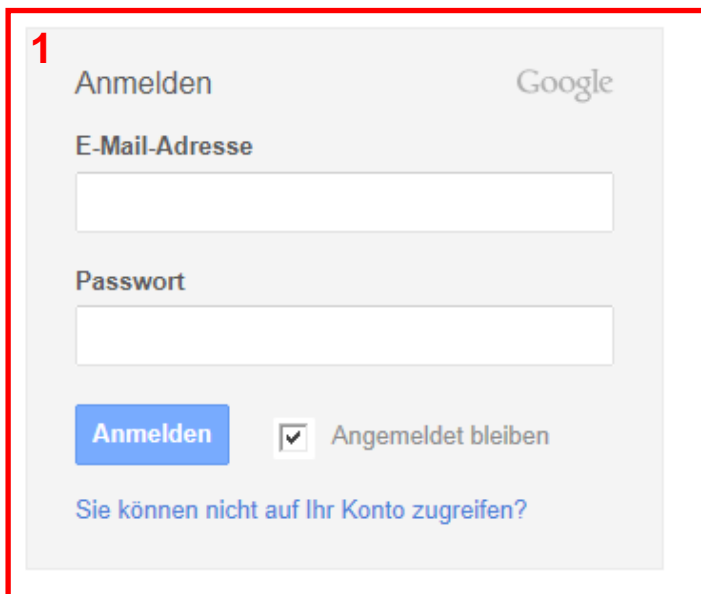 1
Anmelden Google
E-Mail-Adresse
Passwort
Anmelden Angemeldet bleiben
Sie können nicht auf Ihr Konto zugreifen?